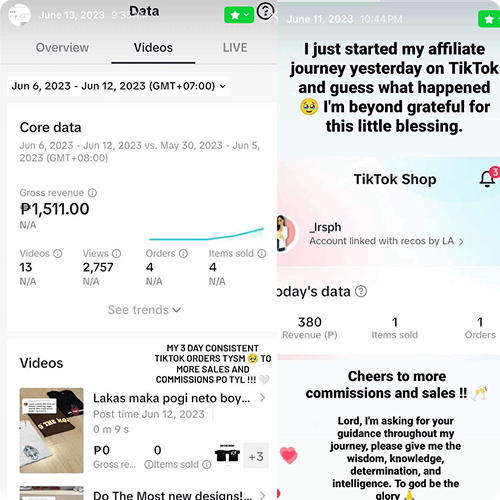 June 13, 2023 9:35
Data
Overview
Videos
LIVE
Jun 6, 2023 - Jun 12, 2023 (GMT+07:00)
Core data
Jun 6, 2023 - Jun 12, 2023 vs. May 30, 2023 - Jun 5,
2023 (GMT+08:00)
Gross revenue
₱1,511.00
N/A
Videos
Views
Orders
Items sold
13
2,757
4
4
N/A
N/A
N/A
N/A
See trends
MY 3 DAY CONSISTENT
TIKTOK ORDERS TYSM 🥹 TO
MORE SALES AND
COMMISSIONS PO TYL !!! 🤍
Videos
Lakas maka pogi neto boy...
Post time Jun 12, 2023
0 m 9 s
₱0
0
Gross re...
Items sold
+3
Do The Most new designs!...
June 11, 2023 10:44 PM
I just started my affiliate
journey yesterday on TikTok
and guess what happened
🥹 I'm beyond grateful for
this little blessing.
TikTok Shop
3
_lrsph
Account linked with recos by LA
oday's data
380
1
1
Revenue (₱)
Items sold
Orders
Cheers to more
commissions and sales !! 🥂
Lord, I'm asking for your
guidance throughout my
journey, please give me the
wisdom, knowledge,
determination, and
intelligence. To god be the
glory 🙏